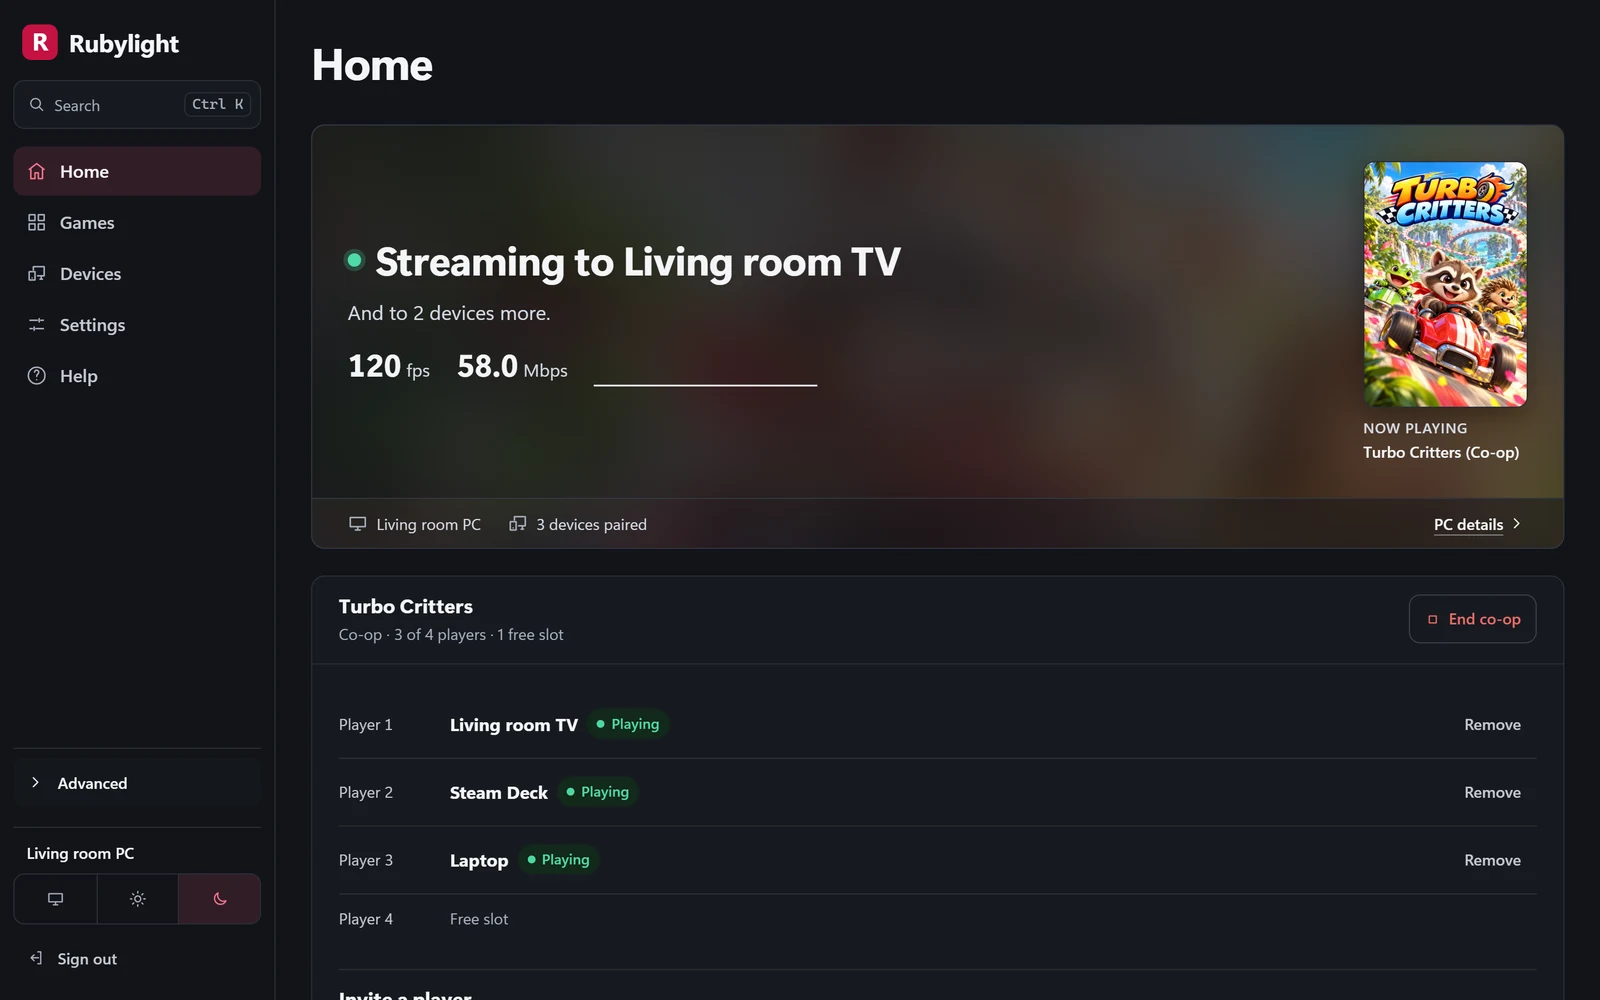 R Rubylight
Search Ctrl K
Home
Games
Devices
Settings
Help
Advanced
Living room PC
Sign out
Home
Streaming to Living room TV
And to 2 devices more.
120 fps 58.0 Mbps
TURBO
CRITTERS
NOW PLAYING
Turbo Critters (Co-op)
Living room PC 3 devices paired PC details
Turbo Critters
Co-op · 3 of 4 players · 1 free slot
End co-op
Player 1 Living room TV Playing Remove
Player 2 Steam Deck Playing Remove
Player 3 Laptop Playing Remove
Player 4 Free slot
Invite a player